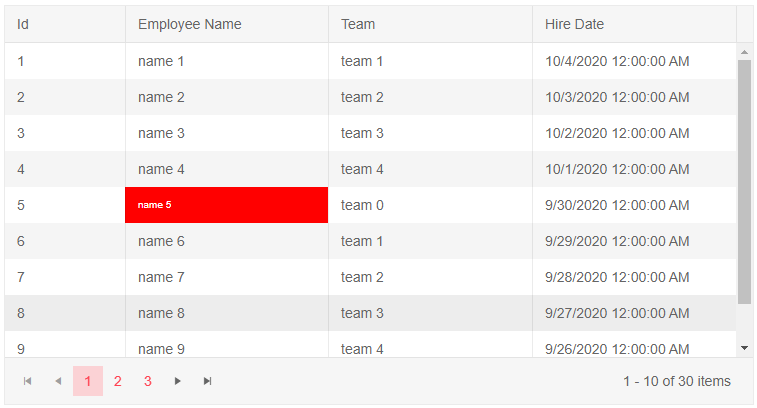 Id Employee Name Team Hire Date
1 name 1 team 1 10/4/2020 12:00:00 AM
2 name 2 team 2 10/3/2020 12:00:00 AM
3 name 3 team 3 10/2/2020 12:00:00 AM
4 name 4 team 4 10/1/2020 12:00:00 AM
5 name 5 team 0 9/30/2020 12:00:00 AM
6 name 6 team 1 9/29/2020 12:00:00 AM
7 name 7 team 2 9/28/2020 12:00:00 AM
8 name 8 team 3 9/27/2020 12:00:00 AM
9 name 9 team 4 9/26/2020 12:00:00 AM
1 2 3 1 - 10 of 30 items